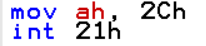 mov ah, 2Ch
int 21h